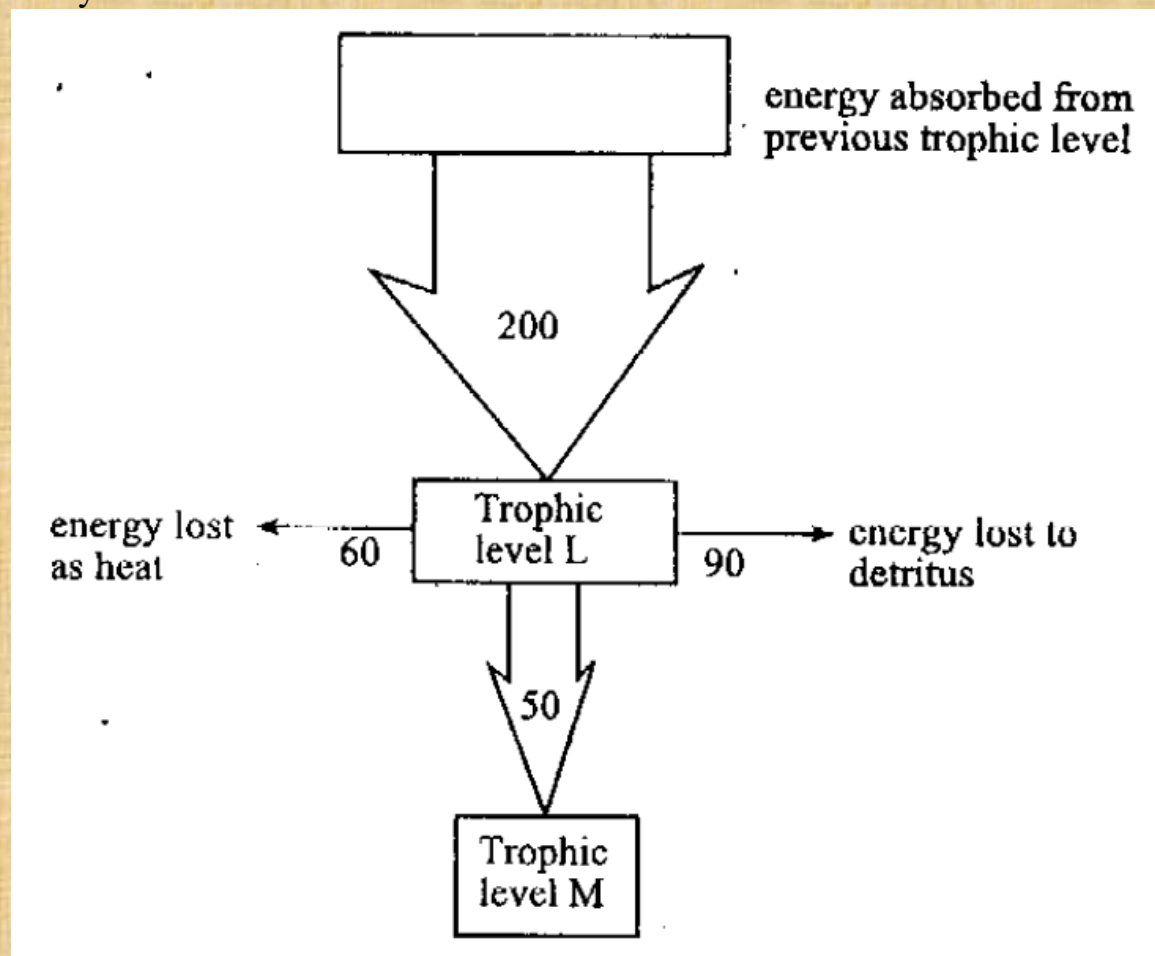 energy absorbed from
previous trophic level
200
Trophic
level L
energy lost
as heat
60
90
energy lost to
detritus
50
Trophic
level M